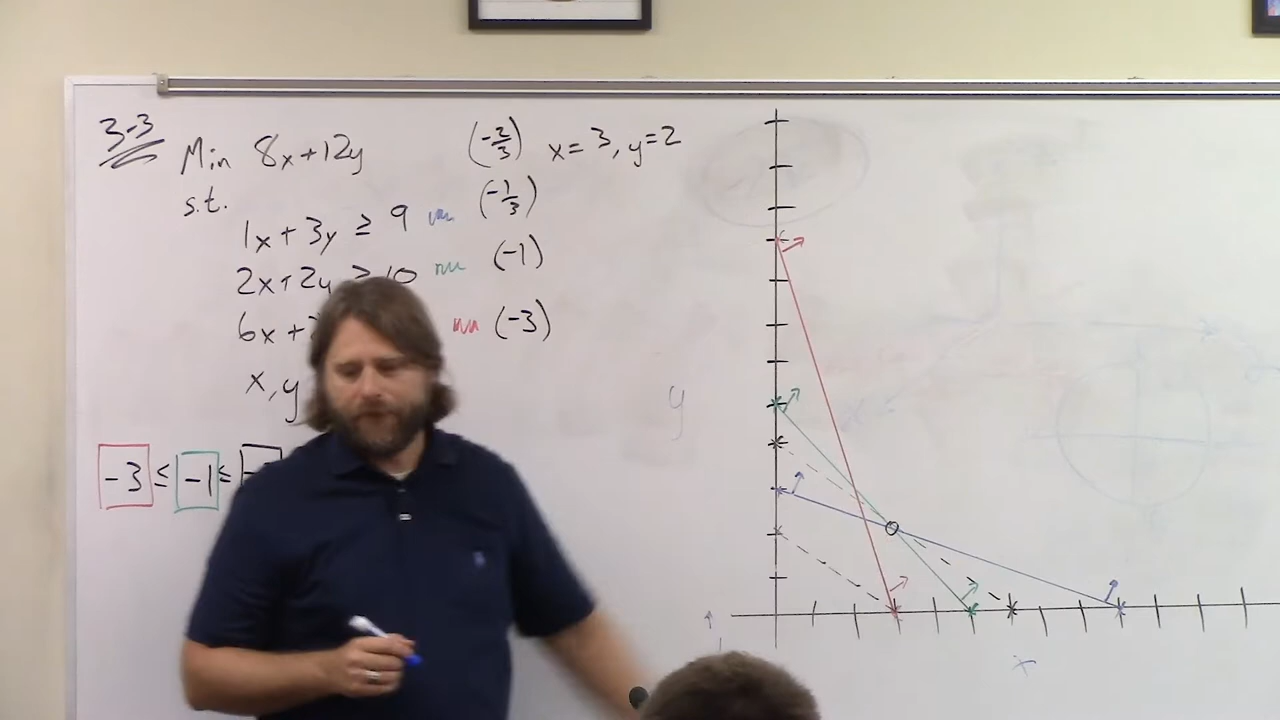 3-3
Min 8x+12y (-2/3) x=3, y=2
s.t. (-1/3)
1x+3y ≥ 9
2x+2y ≥ 10 (-1)
6x+ (-3)
x, y
-3 ≤ -1 ≤ -
y
x